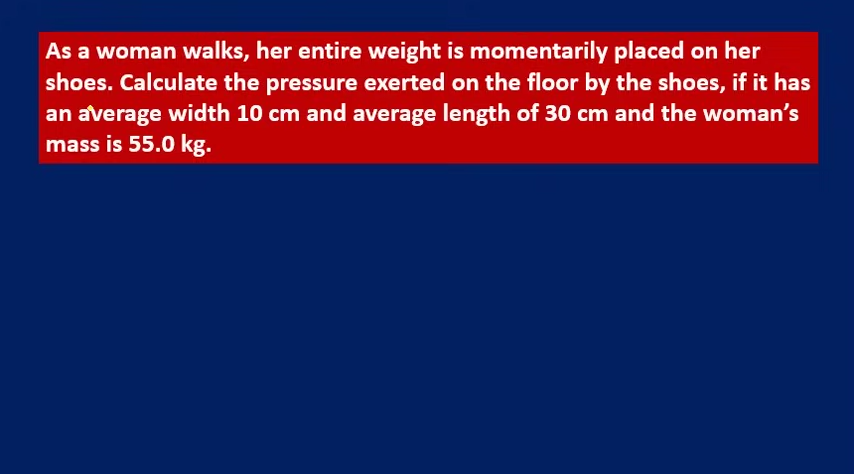 As a woman walks, her entire weight is momentarily placed on her
shoes. Calculate the pressure exerted on the floor by the shoes, if it has
an average width 10 cm and average length of 30 cm and the woman’s
mass is 55.0 kg.